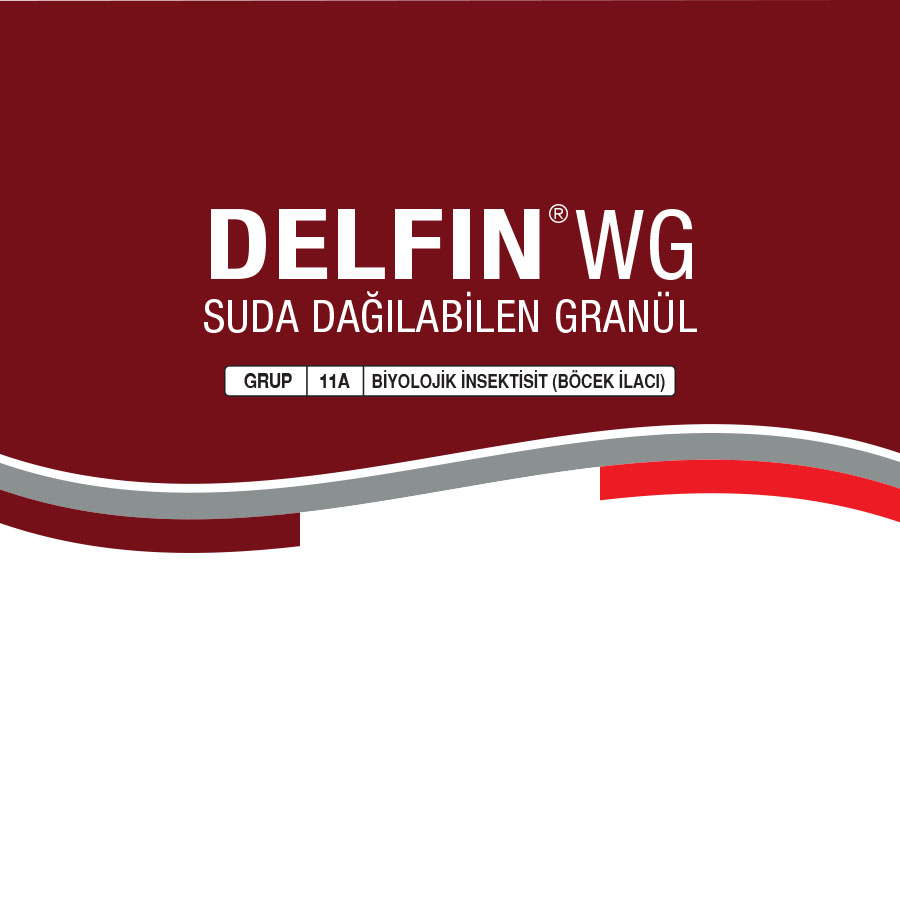 DELFIN® WG
SUDA DAĞILABİLEN GRANÜL
GRUP 11A BİYOLOJİK İNSEKTİSİT (BÖCEK İLACI)